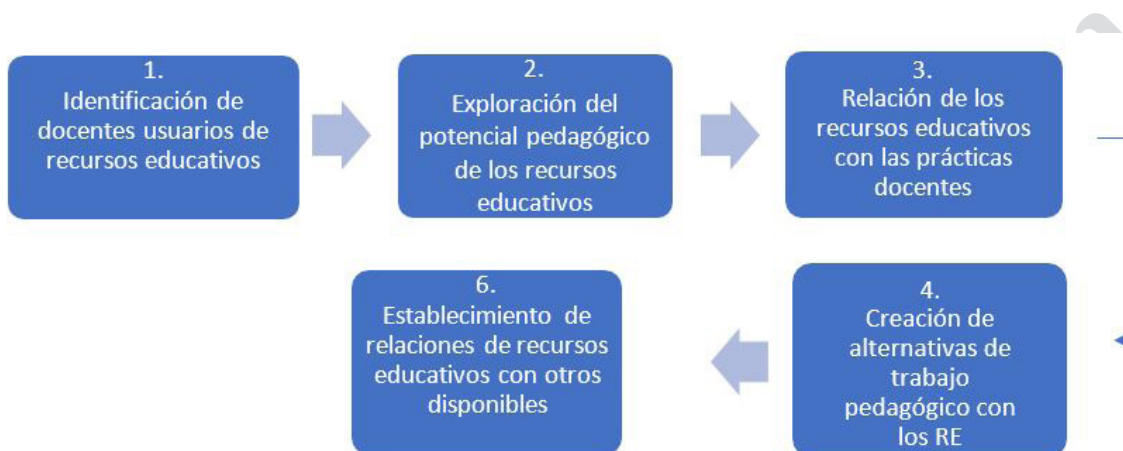 1.
Identificación de
docentes usuarios de
recursos educativos
2.
Exploración del
potencial pedagógico
de los recursos
educativos
3.
Relación de los
recursos educativos
con las prácticas
docentes
4.
Creación de
alternativas de
trabajo
pedagógico con
los RE
6.
Establecimiento de
relaciones de recursos
educativos con otros
disponibles